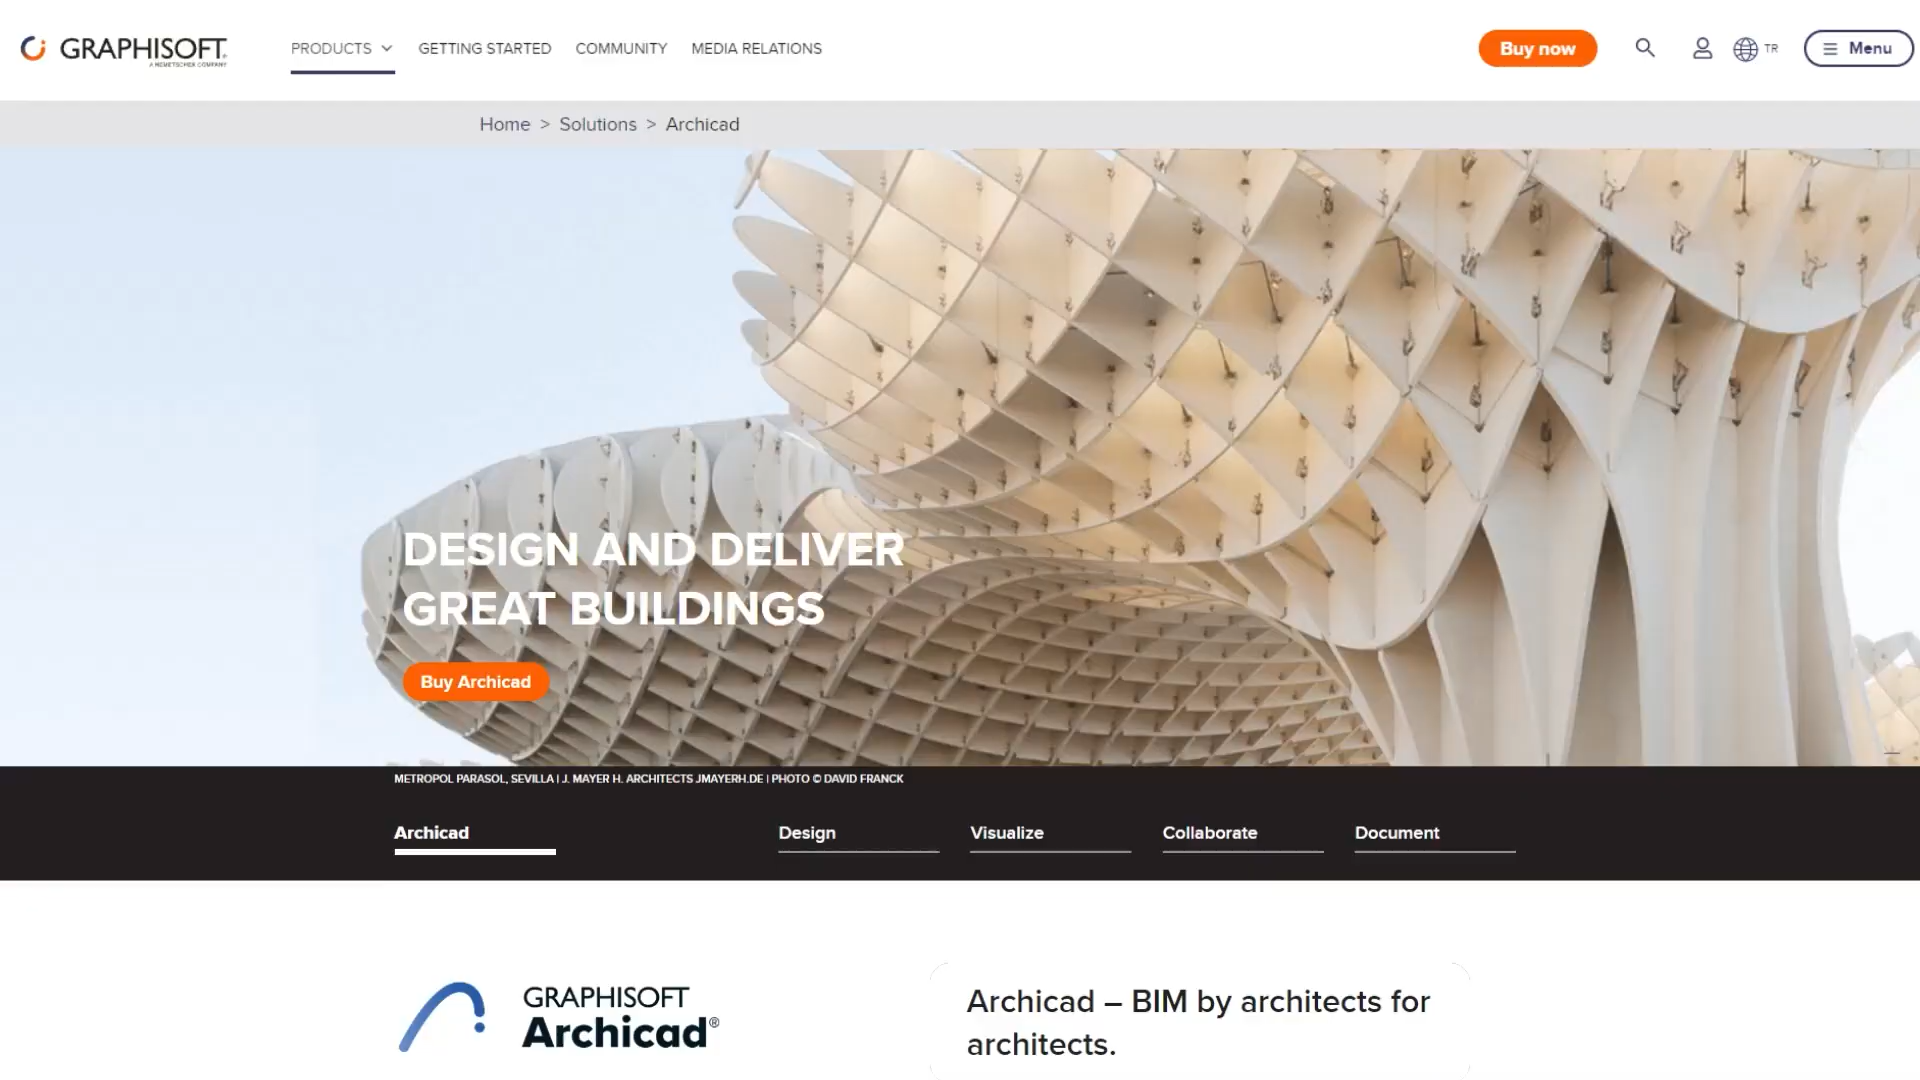 GRAPHISOFT
A NEMETSCHEK COMPANY
PRODUCTS
GETTING STARTED
COMMUNITY
MEDIA RELATIONS
Buy now
TR
Menu
Home > Solutions > Archicad
DESIGN AND DELIVER
GREAT BUILDINGS
Buy Archicad
METROPOL PARASOL, SEVILLA | J. MAYER H. ARCHITECTS JMAYERH.DE | PHOTO © DAVID FRANCK
Archicad
Design
Visualize
Collaborate
Document
GRAPHISOFT
Archicad®
Archicad – BIM by architects for
architects.